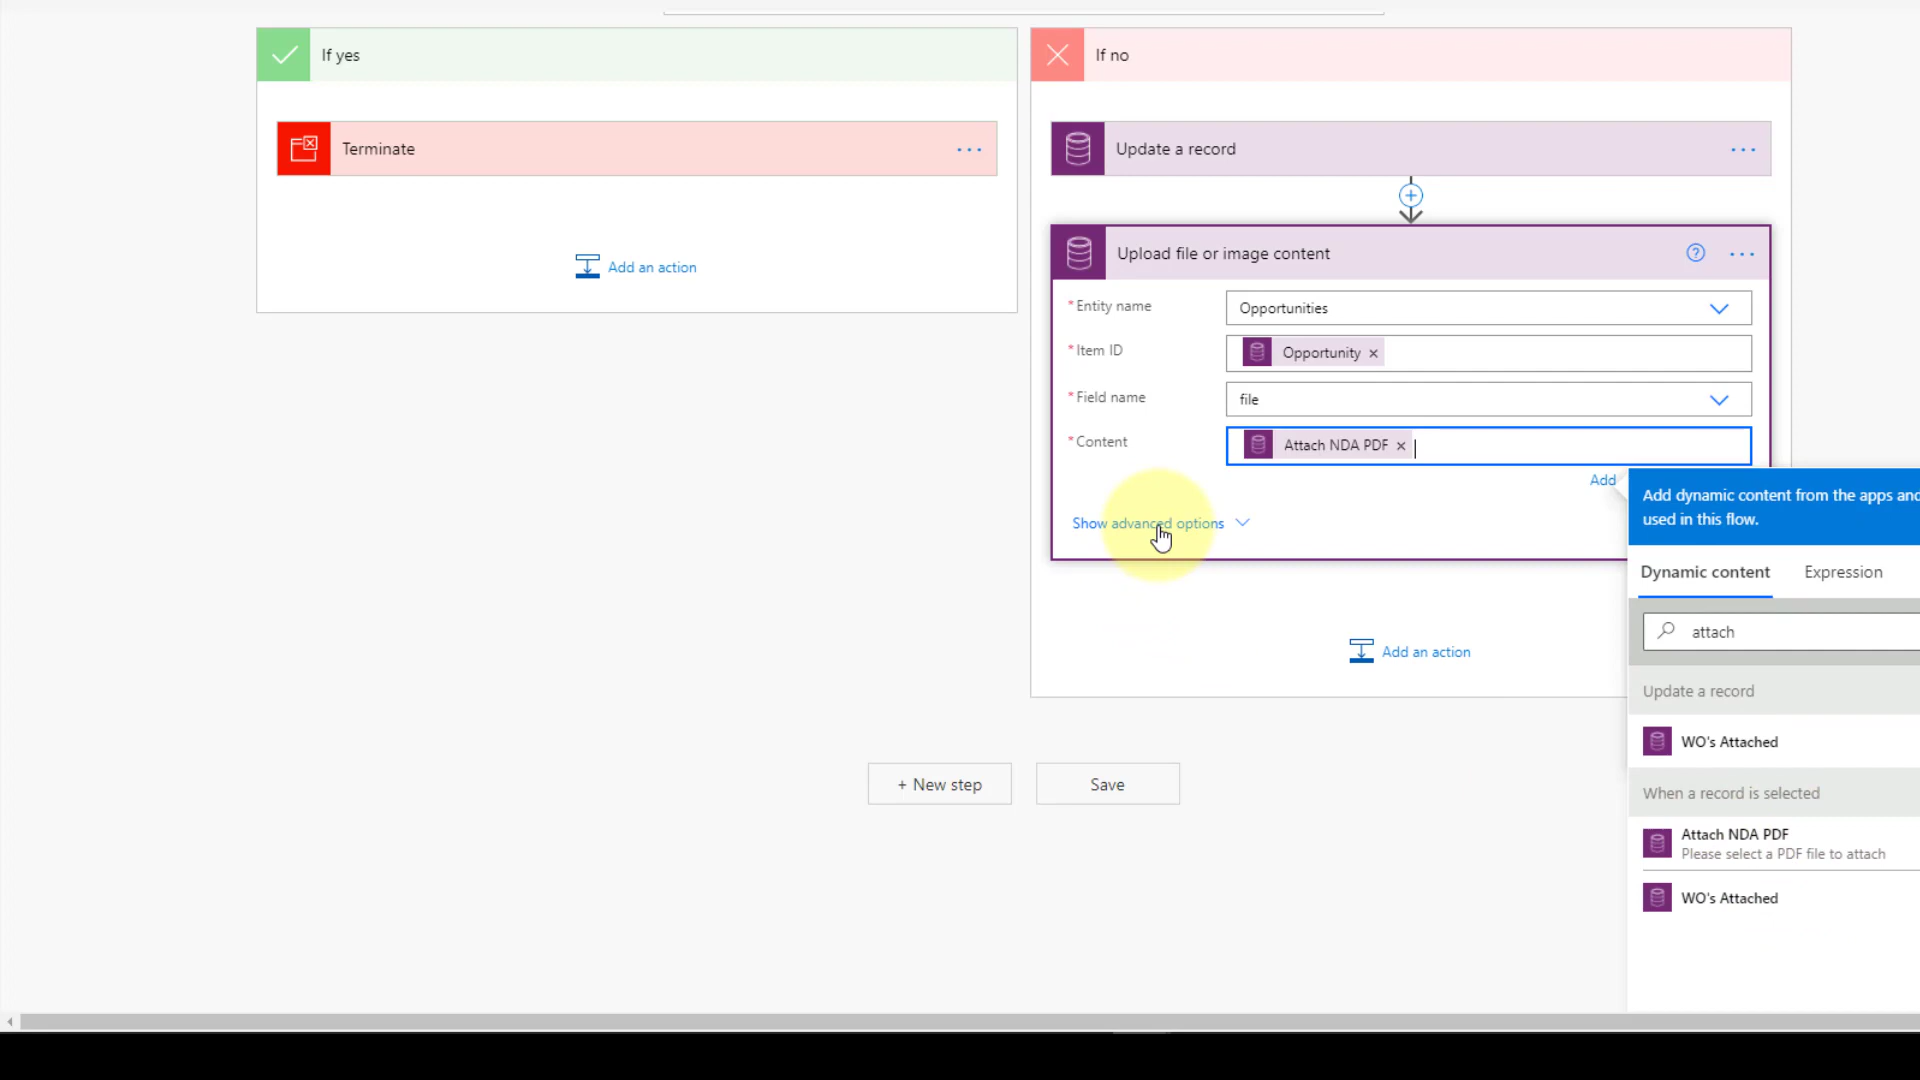 If yes
Terminate
Add an action
If no
Update a record
Upload file or image content
* Entity name
Opportunities
* Item ID
Opportunity
* Field name
file
* Content
Attach NDA PDF
Add
Show advanced options
Add an action
Add dynamic content from the apps and
used in this flow.
Dynamic content
Expression
attach
Update a record
WO's Attached
When a record is selected
Attach NDA PDF
Please select a PDF file to attach
WO's Attached
+ New step
Save